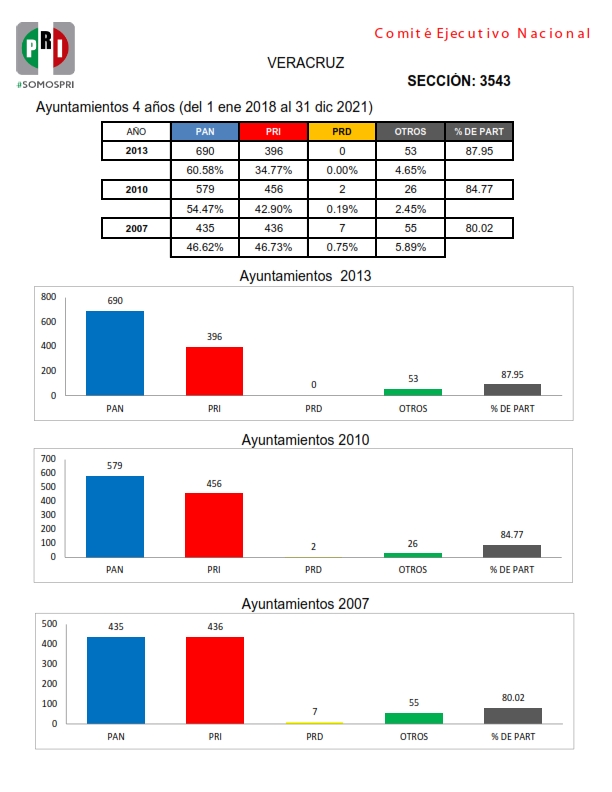 Comité Ejecutivo Nacional
PRI
#SOMOSPRI
VERACRUZ
SECCIÓN: 3543
Ayuntamientos 4 años (del 1 ene 2018 al 31 dic 2021)
AÑO PAN PRI PRD OTROS % DE PART
2013 690 396 0 53 87.95
60.58% 34.77% 0.00% 4.65%
2010 579 456 2 26 84.77
54.47% 42.90% 0.19% 2.45%
2007 435 436 7 55 80.02
46.62% 46.73% 0.75% 5.89%
Ayuntamientos 2013
800
690
600
396
400
200
0 53 87.95
0
PAN PRI PRD OTROS % DE PART
Ayuntamientos 2010
700
579
600
500
456
400
300
200
100
2 26 84.77
0
PAN PRI PRD OTROS % DE PART
Ayuntamientos 2007
500
435 436
400
300
200
100
7 55 80.02
0
PAN PRI PRD OTROS % DE PART